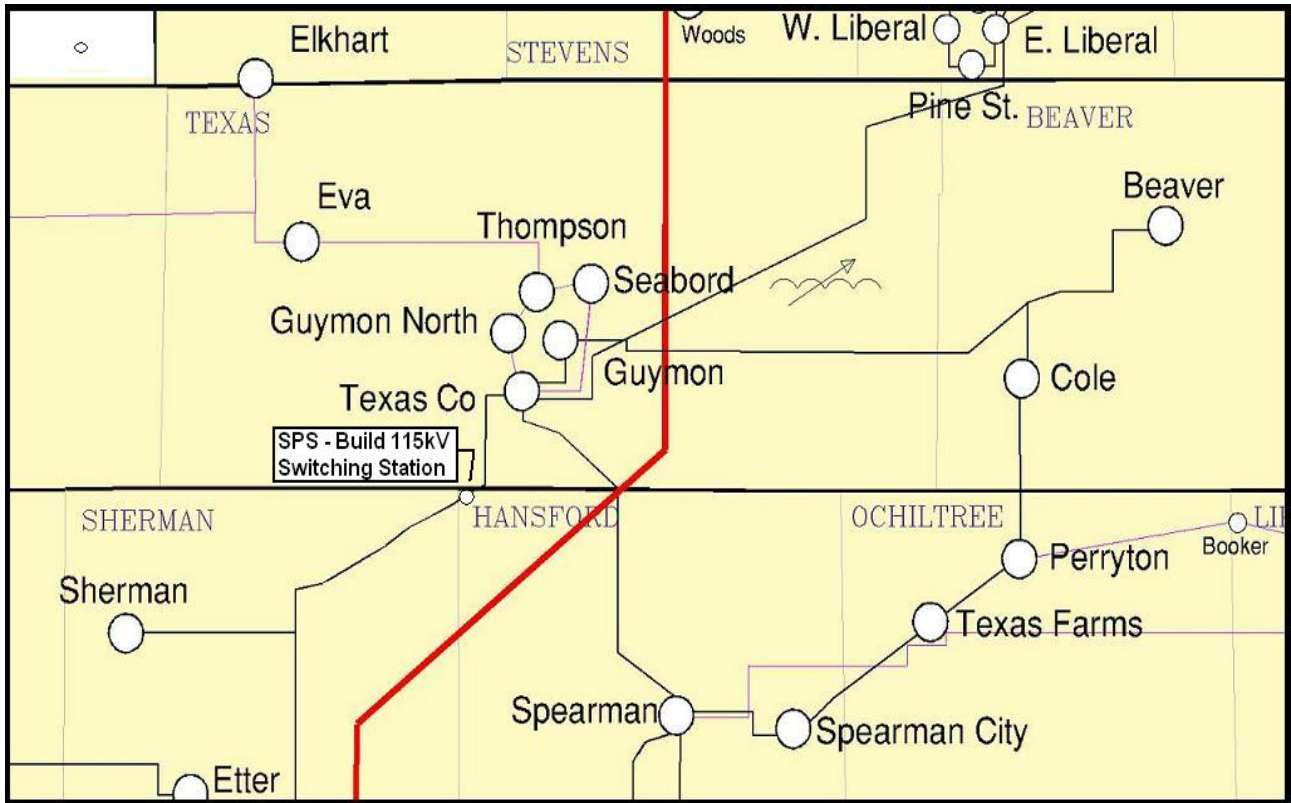 Elkhart
STEVENS
Woods
W. Liberal
E. Liberal
Pine St.
TEXAS
BEAVER
Beaver
Eva
Thompson
Seabord
Guymon North
Guymon
Texas Co
Cole
SPS - Build 115kV
Switching Station
SHERMAN
HANSFORD
OCHILTREE
Booker
Perryton
Sherman
Texas Farms
Spearman
Spearman City
Etter